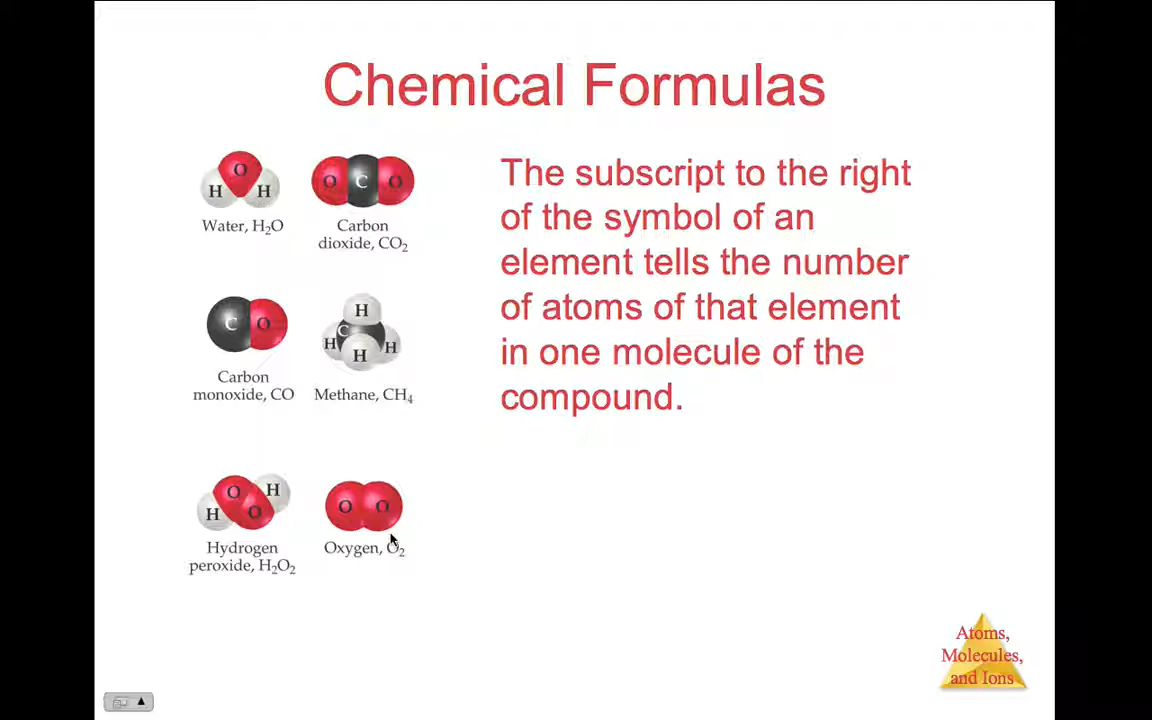 Chemical Formulas
The subscript to the right
of the symbol of an
element tells the number
of atoms of that element
in one molecule of the
compound.
O
H H
Water, H₂O
O C O
Carbon
dioxide, CO₂
C O
Carbon
monoxide, CO
H
C
H H H
Methane, CH₄
O H
H O
Hydrogen
peroxide, H₂O₂
O O
Oxygen, O₂
Atoms,
Molecules,
and Ions